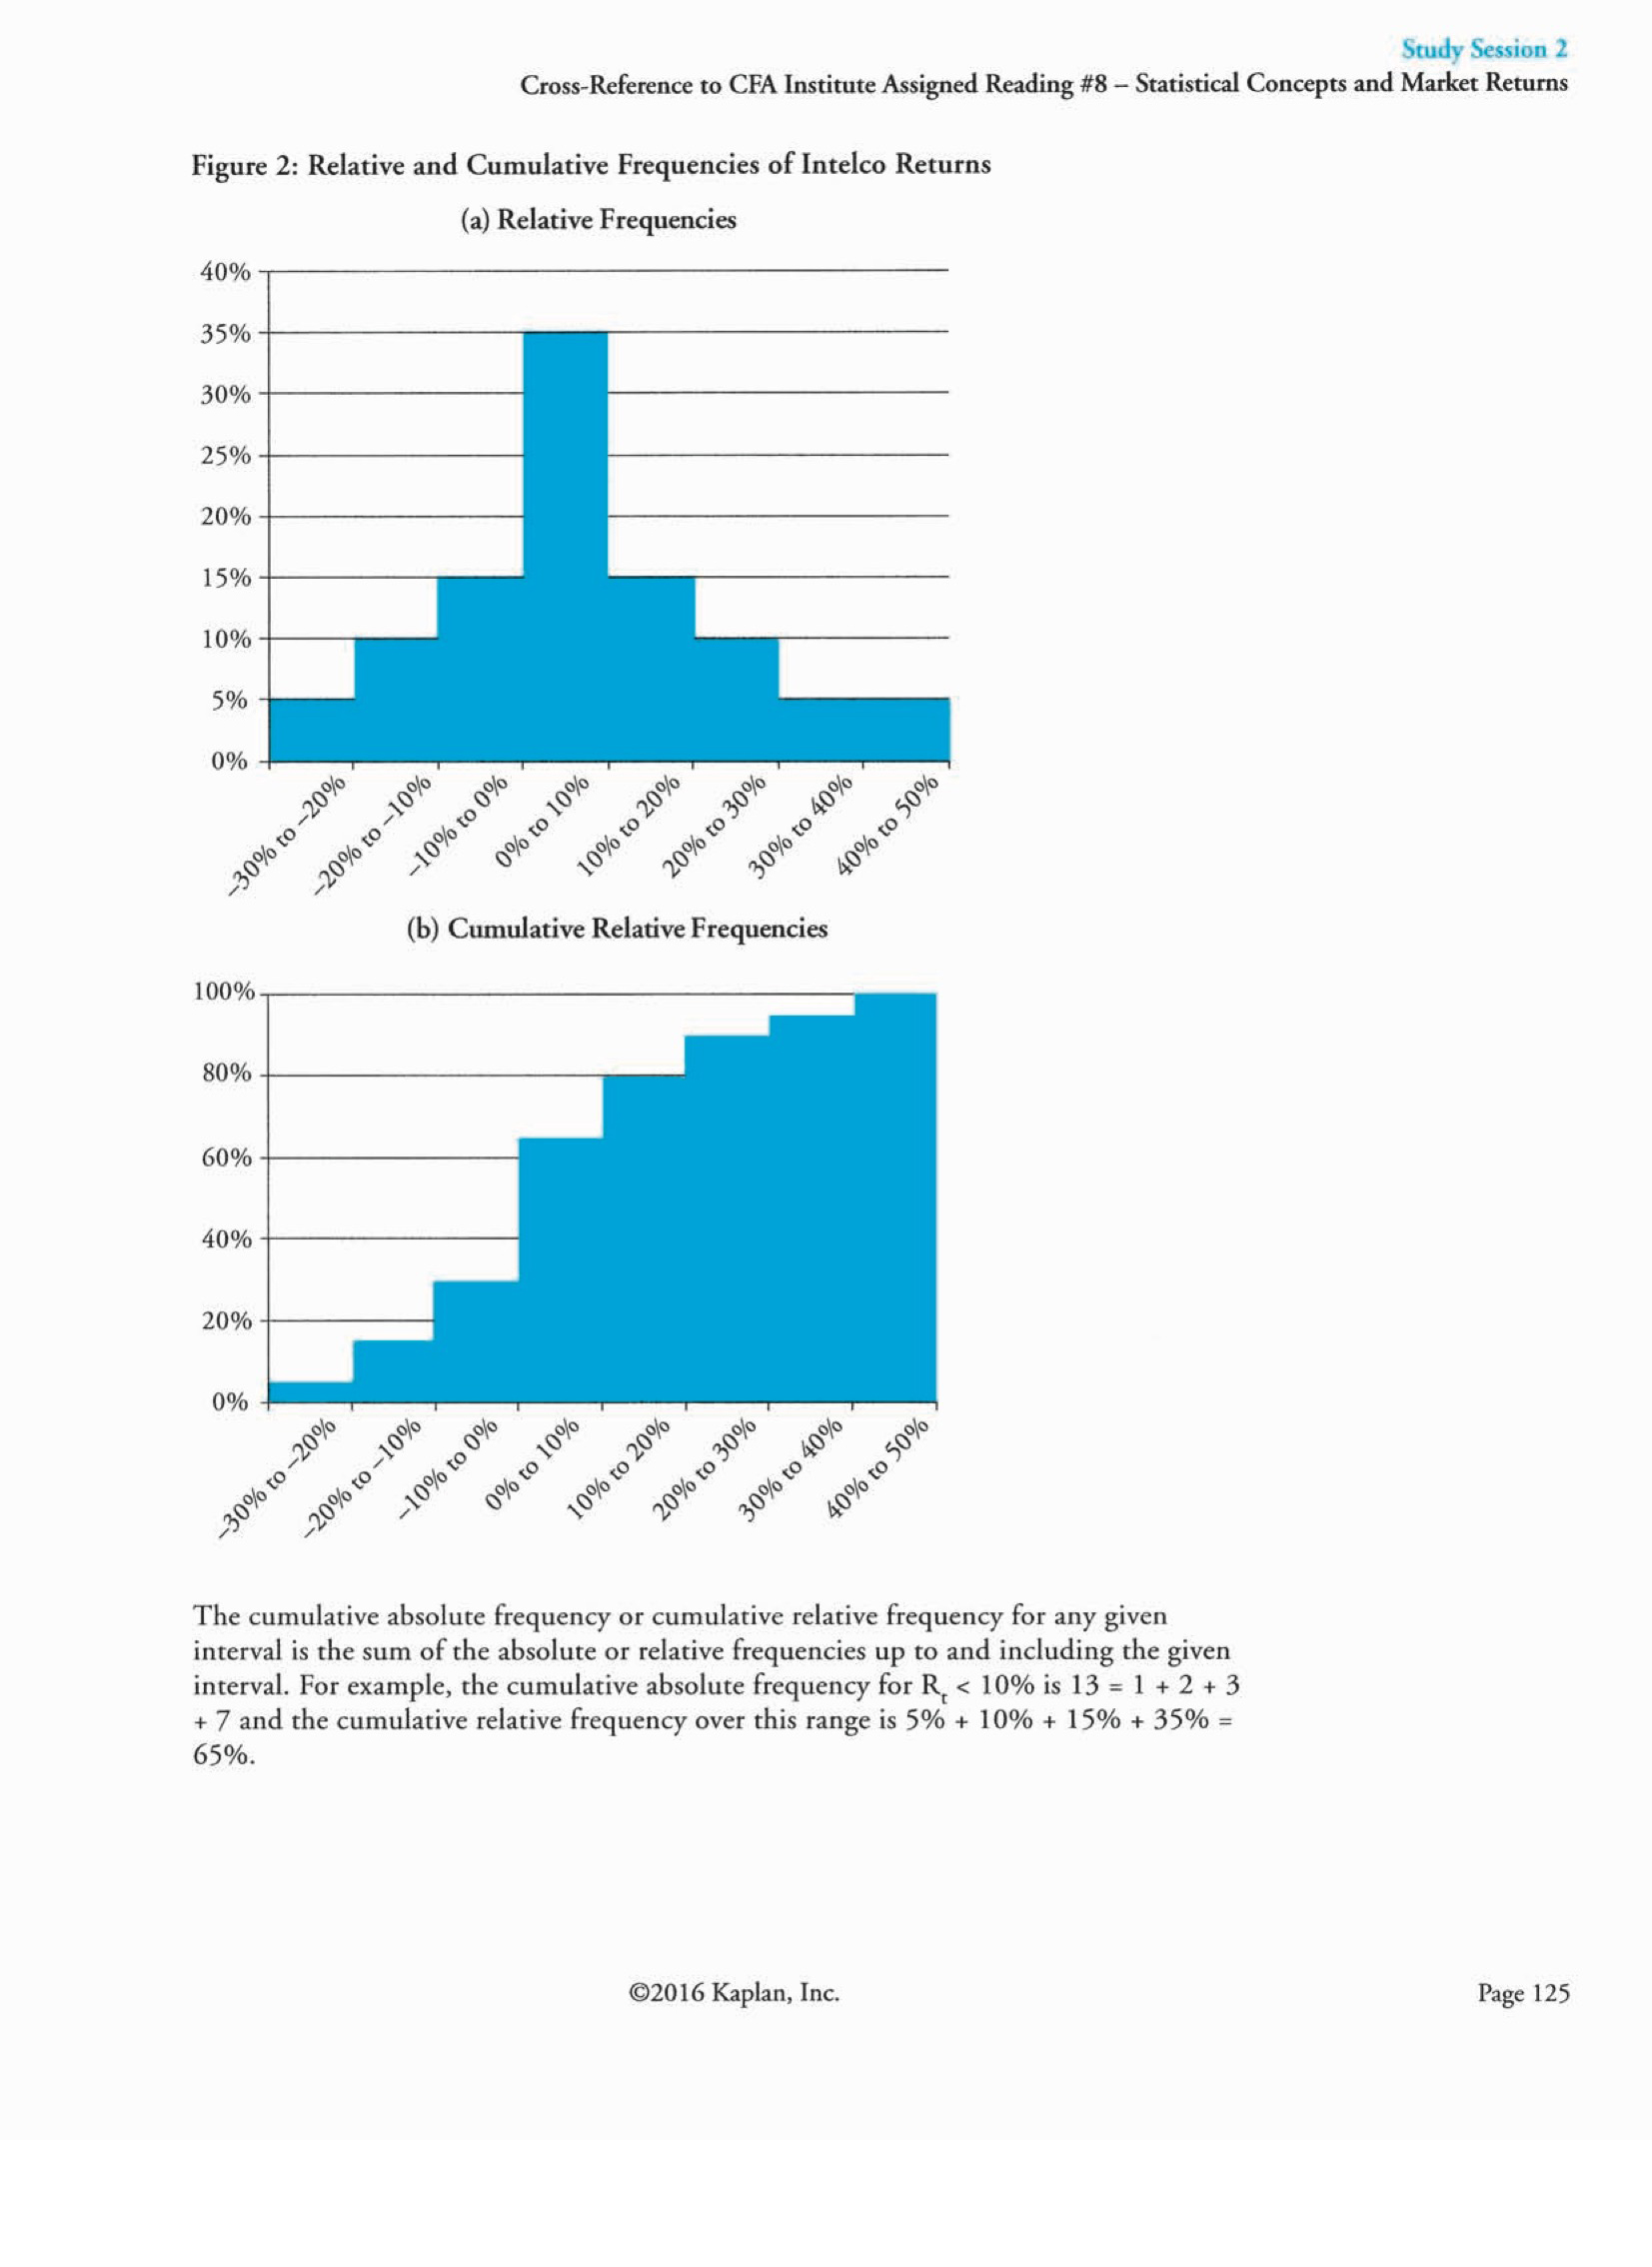 Study Session 2
Cross-Reference to CFA Institute Assigned Reading #8 – Statistical Concepts and Market Returns
Figure 2: Relative and Cumulative Frequencies of Intelco Returns
(a) Relative Frequencies
40%
35%
30%
25%
20%
15%
10%
5%
0%
–30% to –20%
–20% to –10%
–10% to 0%
0% to 10%
10% to 20%
20% to 30%
30% to 40%
40% to 50%
(b) Cumulative Relative Frequencies
100%
80%
60%
40%
20%
0%
–30% to –20%
–20% to –10%
–10% to 0%
0% to 10%
10% to 20%
20% to 30%
30% to 40%
40% to 50%
The cumulative absolute frequency or cumulative relative frequency for any given
interval is the sum of the absolute or relative frequencies up to and including the given
interval. For example, the cumulative absolute frequency for Rₜ < 10% is 13 = 1 + 2 + 3
+ 7 and the cumulative relative frequency over this range is 5% + 10% + 15% + 35% =
65%.
©2016 Kaplan, Inc.
Page 125